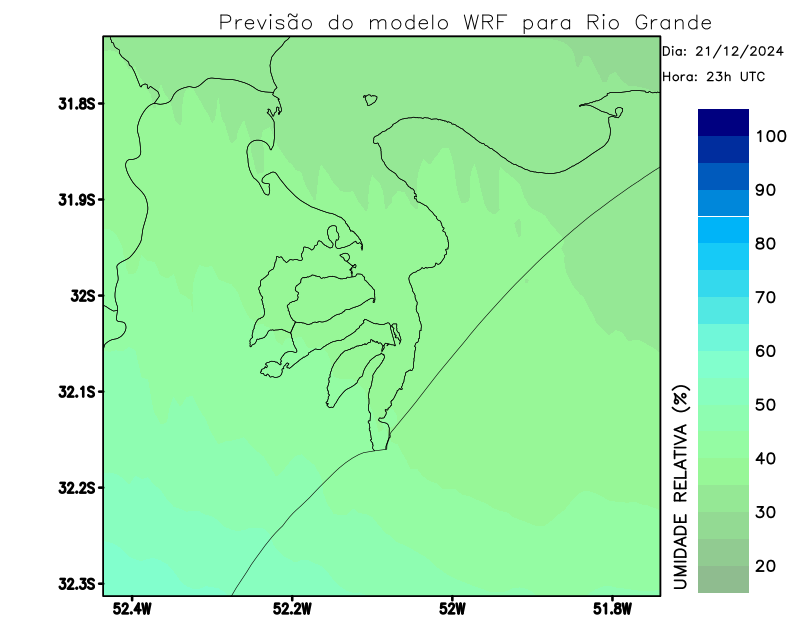 Previsão do modelo WRF para Rio Grande
Dia: 21/12/2024
Hora: 23h UTC
31.8S
31.9S
32S
32.1S
32.2S
32.3S
52.4W 52.2W 52W 51.8W
UMIDADE RELATIVA (%)
100
90
80
70
60
50
40
30
20